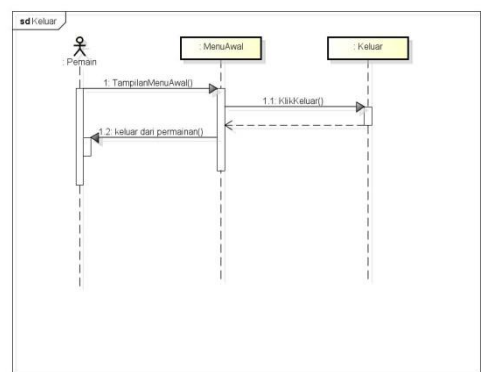 sd Keluar
: Pemain
: MenuAwal
: Keluar
1: TampilanMenuAwal()
1.1: KlikKeluar()
1.2: keluar dari permainan()